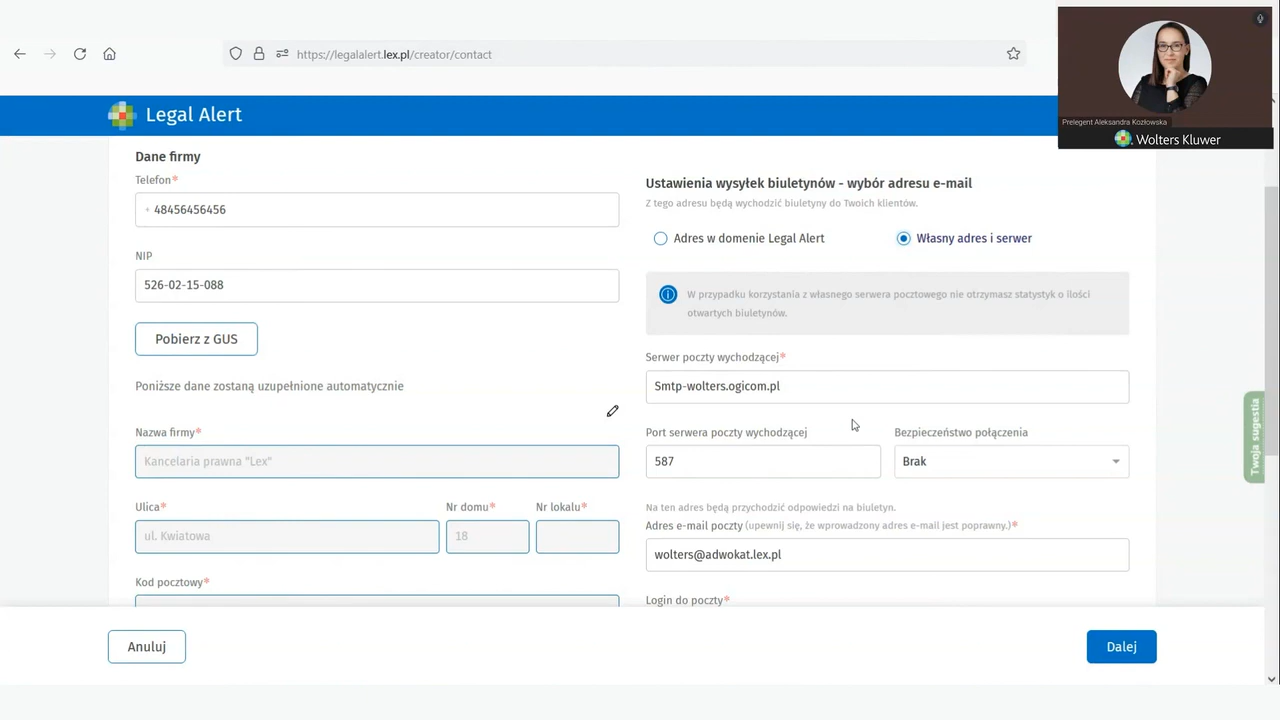 https://legalalert.lex.pl/creator/contact
Prelegent Aleksandra Kozłowska
Wolters Kluwer
Legal Alert
Dane firmy
Telefon*
48456456456
NIP
526-02-15-088
Pobierz z GUS
Poniższe dane zostaną uzupełnione automatycznie
Nazwa firmy*
Kancelaria prawna "Lex"
Ulica*
Nr domu*
Nr lokalu*
ul. Kwiatowa
18
Kod pocztowy*
Ustawienia wysyłek biuletynów - wybór adresu e-mail
Z tego adresu będą wychodzić biuletyny do Twoich klientów.
Adres w domenie Legal Alert
Własny adres i serwer
W przypadku korzystania z własnego serwera pocztowego nie otrzymasz statystyk o ilości
otwartych biuletynów.
Serwer poczty wychodzącej*
Smtp-wolters.ogicom.pl
Port serwera poczty wychodzącej
Bezpieczeństwo połączenia
587
Brak
Na ten adres będą przychodzić odpowiedzi na biuletyn.
Adres e-mail poczty (upewnij się, że wprowadzony adres e-mail jest poprawny.)*
wolters@adwokat.lex.pl
Login do poczty*
Twoja sugestia
Anuluj
Dalej